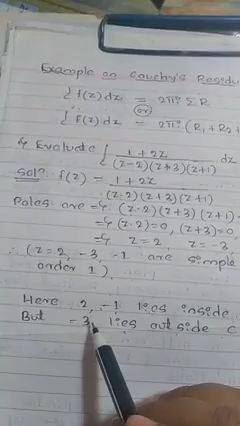 Example on Cauchy's Residu
∫ f(z) dz = 2πi Σ R
(or)
∫ f(z) dz = 2πi (R₁ + R₂ +
4 Evaluate ∫ 1 + 2z / (z-2)(z+3)(z+1) dz
Solⁿ: f(z) = 1 + 2z / (z-2)(z+3)(z+1)
Poles are ⇒ (z-2)(z+3)(z+1).
⇒ (z-2)=0, (z+3)=0,
⇒ z = 2, z = -3
∴ (z=2, -3, -1 are simple
order 1).
Here 2, -1 lies inside
But -3 lies outside c